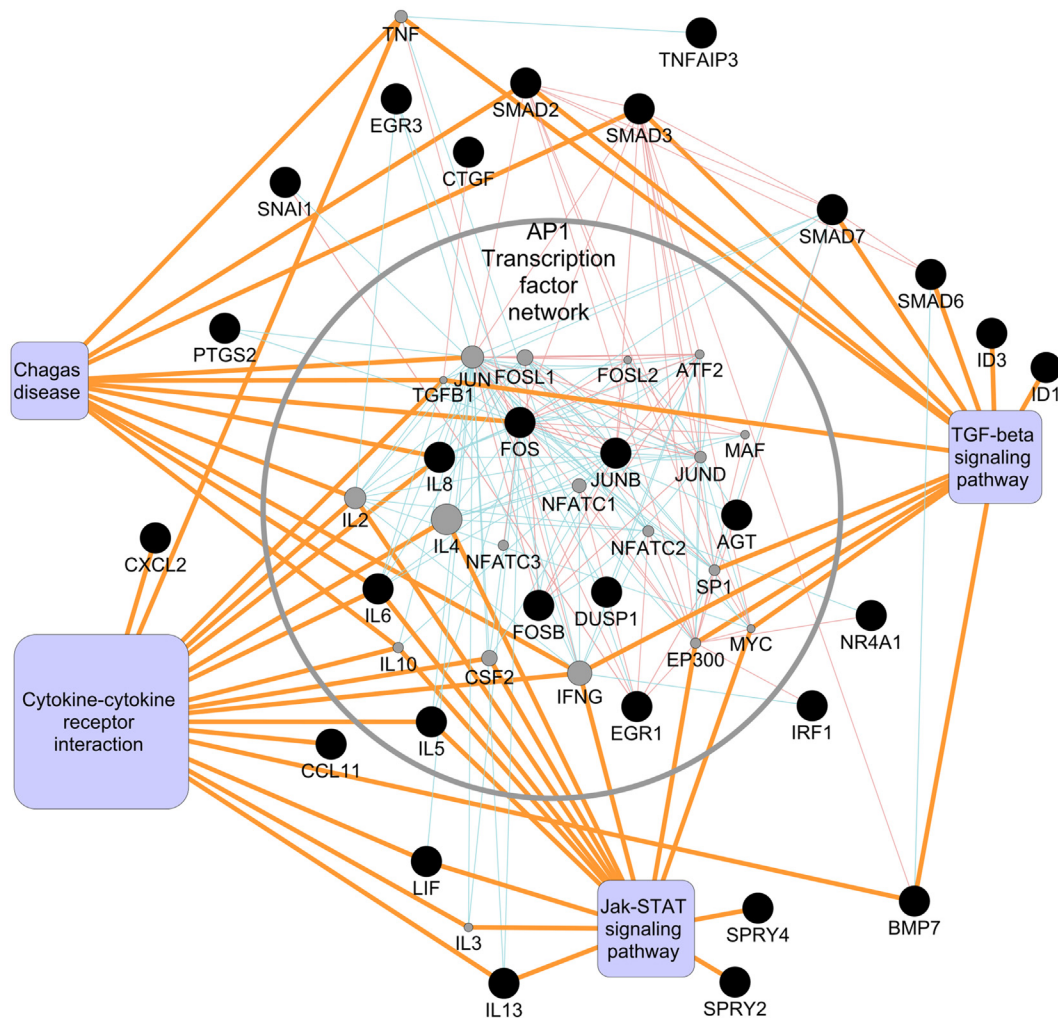 TNF
TNFAIP3
SMAD2
SMAD3
EGR3
CTGF
SNAI1
SMAD7
AP1
Transcription
factor
network
SMAD6
PTGS2
ID3
ID1
Chagas
disease
JUN
FOSL1
FOSL2
ATF2
TGFB1
FOS
MAF
TGF-beta
signaling
pathway
IL8
JUNB
JUND
NFATC1
IL2
IL4
NFATC3
NFATC2
AGT
CXCL2
SP1
IL6
FOSB
DUSP1
NR4A1
MYC
EP300
IL10
CSF2
IFNG
Cytokine-cytokine
receptor
interaction
EGR1
IRF1
IL5
CCL11
LIF
Jak-STAT
signaling
pathway
SPRY4
BMP7
IL3
IL13
SPRY2